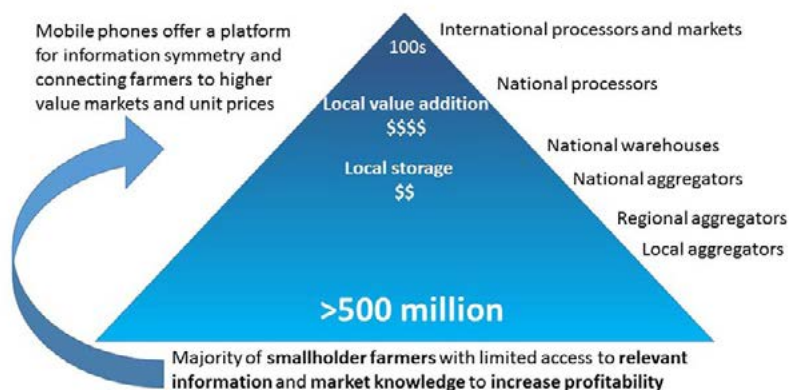 Mobile phones offer a platform
for information symmetry and
connecting farmers to higher
value markets and unit prices
100s
Local value addition
$$$$
Local storage
$$
>500 million
International processors and markets
National processors
National warehouses
National aggregators
Regional aggregators
Local aggregators
Majority of smallholder farmers with limited access to relevant
information and market knowledge to increase profitability